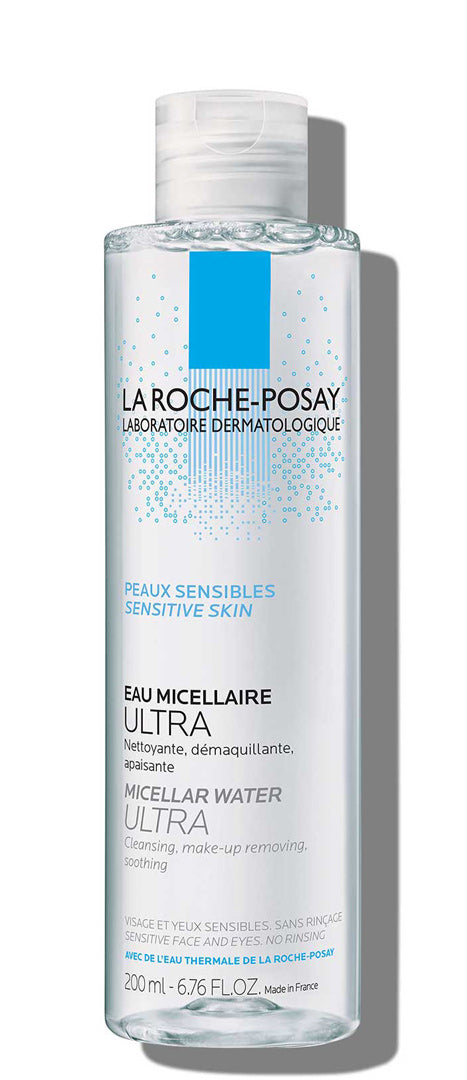 LA ROCHE-POSAY
LABORATOIRE DERMATOLOGIQUE
PEAUX SENSIBLES
SENSITIVE SKIN
EAU MICELLAIRE
ULTRA
Nettoyante, démaquillante,
apaisante
MICELLAR WATER
ULTRA
Cleansing, make-up removing,
soothing
VISAGE ET YEUX SENSIBLES. SANS RINÇAGE
SENSITIVE FACE AND EYES. NO RINSING
AVEC DE L'EAU THERMALE DE LA ROCHE-POSAY
200 ml - 6.76 FL.OZ. Made in France